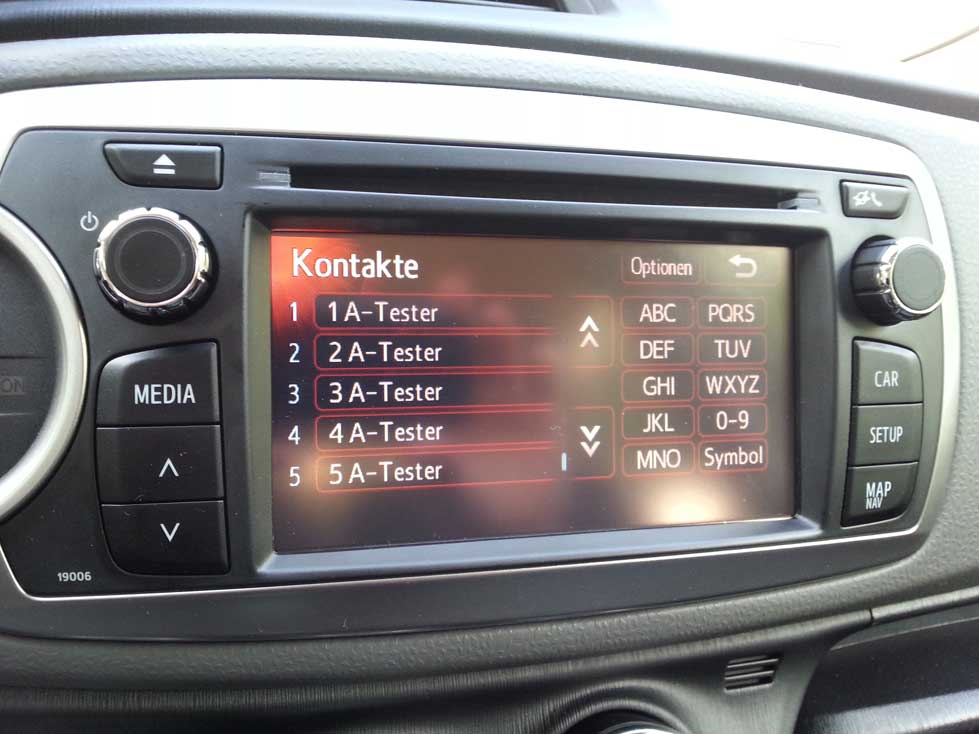 Kontakte
Optionen
1 1 A-Tester
2 2 A-Tester
3 3 A-Tester
4 4 A-Tester
5 5 A-Tester
ABC PQRS
DEF TUV
GHI WXYZ
JKL 0-9
MNO Symbol
MEDIA
CAR
SETUP
MAP
NAV
19006
ON